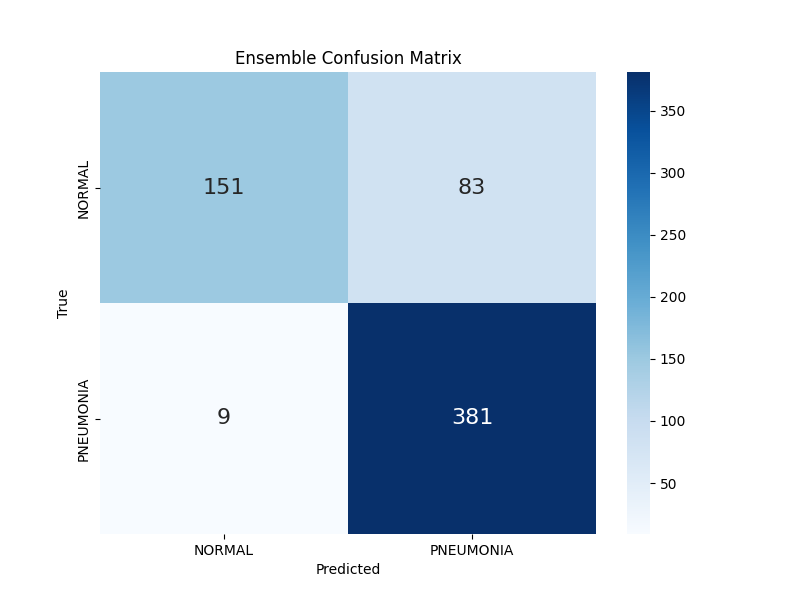 Ensemble Confusion Matrix
NORMAL
151
83
PNEUMONIA
9
381
True
NORMAL
PNEUMONIA
Predicted
350
300
250
200
150
100
50